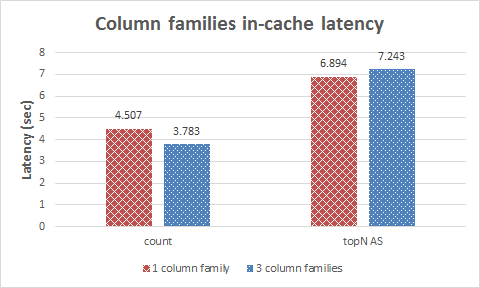 Column families in-cache latency
Latency (sec)
8
7
6
5
4
3
2
1
0
4.507
3.783
6.894
7.243
count
topN AS
1 column family
3 column families